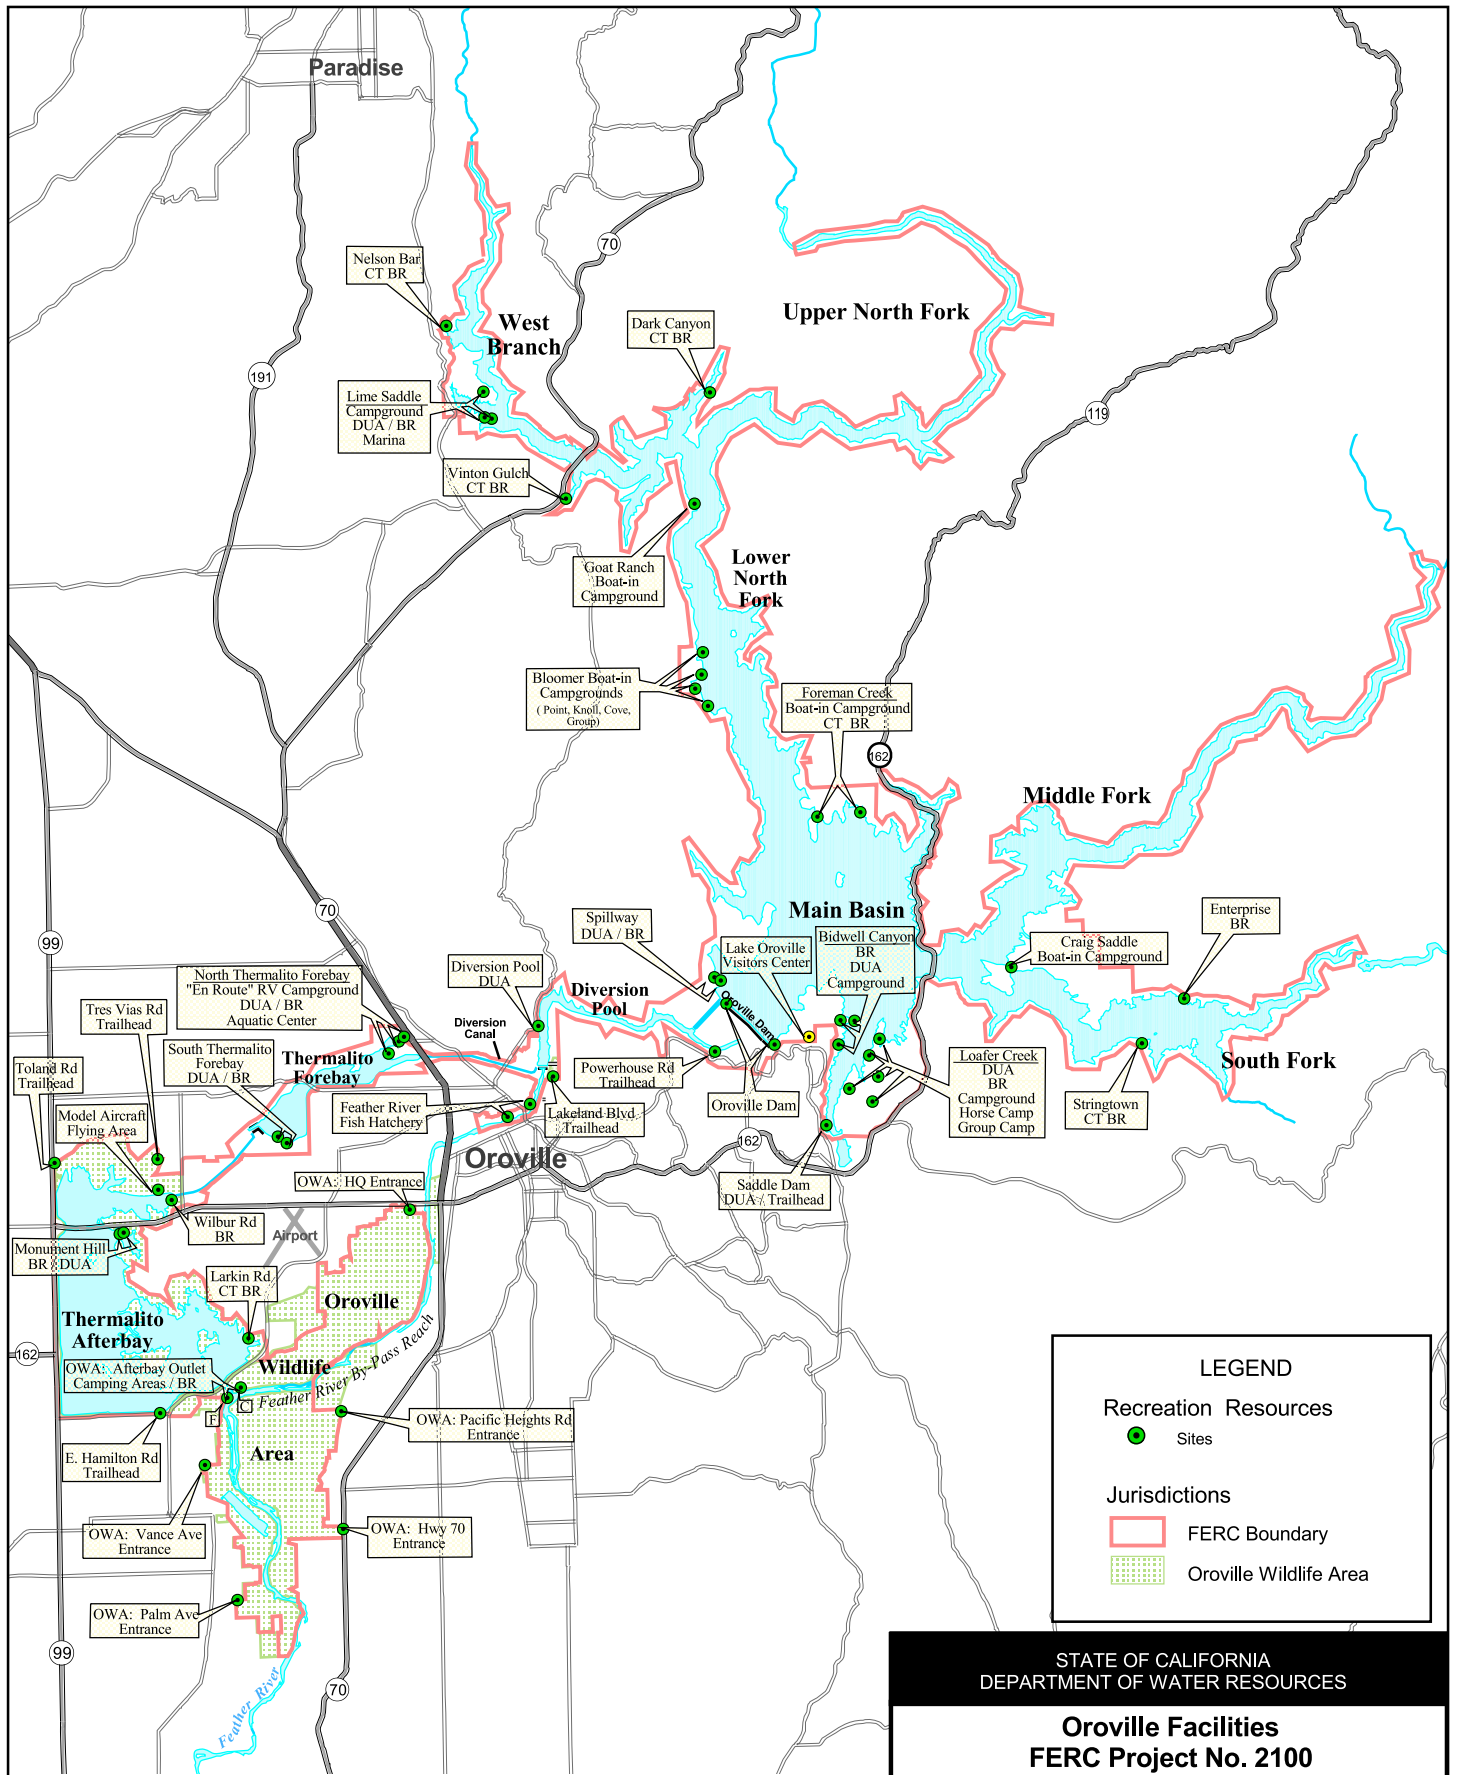 Paradise
70
Nelson Bar
CT BR
West
Branch
Dark Canyon
CT BR
Upper North Fork
191
Lime Saddle
Campground
DUA / BR
Marina
119
Vinton Gulch
CT BR
Goat Ranch
Boat-in
Campground
Lower
North
Fork
Bloomer Boat-in
Campgrounds
( Point, Knoll, Cove,
Group)
Foreman Creek
Boat-in Campground
CT BR
162
Middle Fork
70
99
Spillway
DUA / BR
Main Basin
Lake Oroville
Visitors Center
Bidwell Canyon
BR
DUA
Campground
Enterprise
BR
Craig Saddle
Boat-in Campground
North Thermalito Forebay
"En Route" RV Campground
DUA / BR
Aquatic Center
Diversion Pool
DUA
Diversion
Pool
Oroville Dam
Tres Vias Rd
Trailhead
Diversion
Canal
South Thermalito
Forebay
DUA / BR
Thermalito
Forebay
Toland Rd
Trailhead
Powerhouse Rd
Trailhead
Loafer Creek
DUA
BR
Campground
Horse Camp
Group Camp
South Fork
Model Aircraft
Flying Area
Feather River
Fish Hatchery
Lakeland Blvd
Trailhead
Oroville Dam
Stringtown
CT BR
162
Oroville
OWA: HQ Entrance
Saddle Dam
DUA / Trailhead
Wilbur Rd
BR
Airport
Monument Hill
BR / DUA
Larkin Rd
CT BR
Oroville
Thermalito
Afterbay
162
OWA: Afterbay Outlet
Camping Areas / BR
Wildlife
Feather River By-Pass Reach
C
F
OWA: Pacific Heights Rd
Entrance
E. Hamilton Rd
Trailhead
Area
OWA: Vance Ave
Entrance
OWA: Hwy 70
Entrance
OWA: Palm Ave
Entrance
99
70
Feather River
LEGEND
Recreation Resources
Sites
Jurisdictions
FERC Boundary
Oroville Wildlife Area
STATE OF CALIFORNIA
DEPARTMENT OF WATER RESOURCES
Oroville Facilities
FERC Project No. 2100